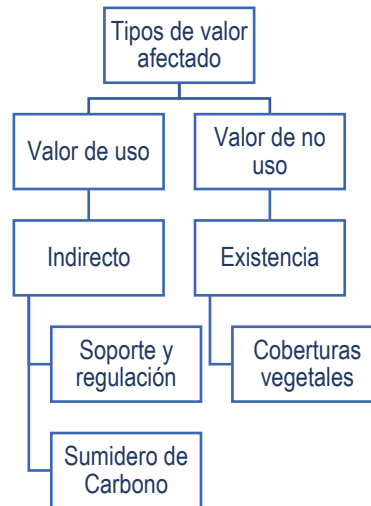 Tipos de valor
afectado
Valor de uso
Valor de no
uso
Indirecto
Existencia
Soporte y
regulación
Coberturas
vegetales
Sumidero de
Carbono